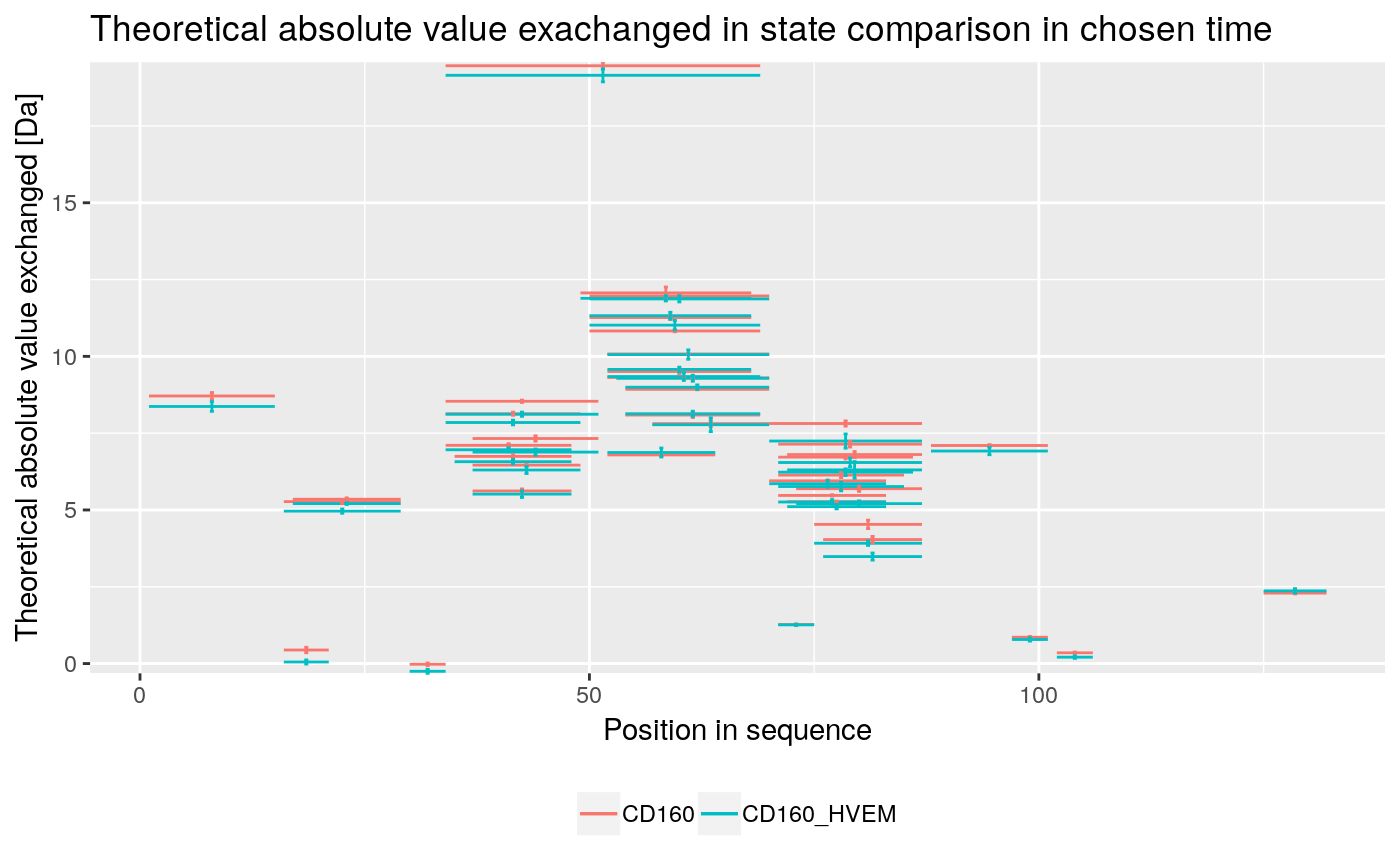 Theoretical absolute value exachanged in state comparison in chosen time
Theoretical absolute value exchanged [Da]
15
10
5
0
0 50 100
Position in sequence
CD160 CD160_HVEM